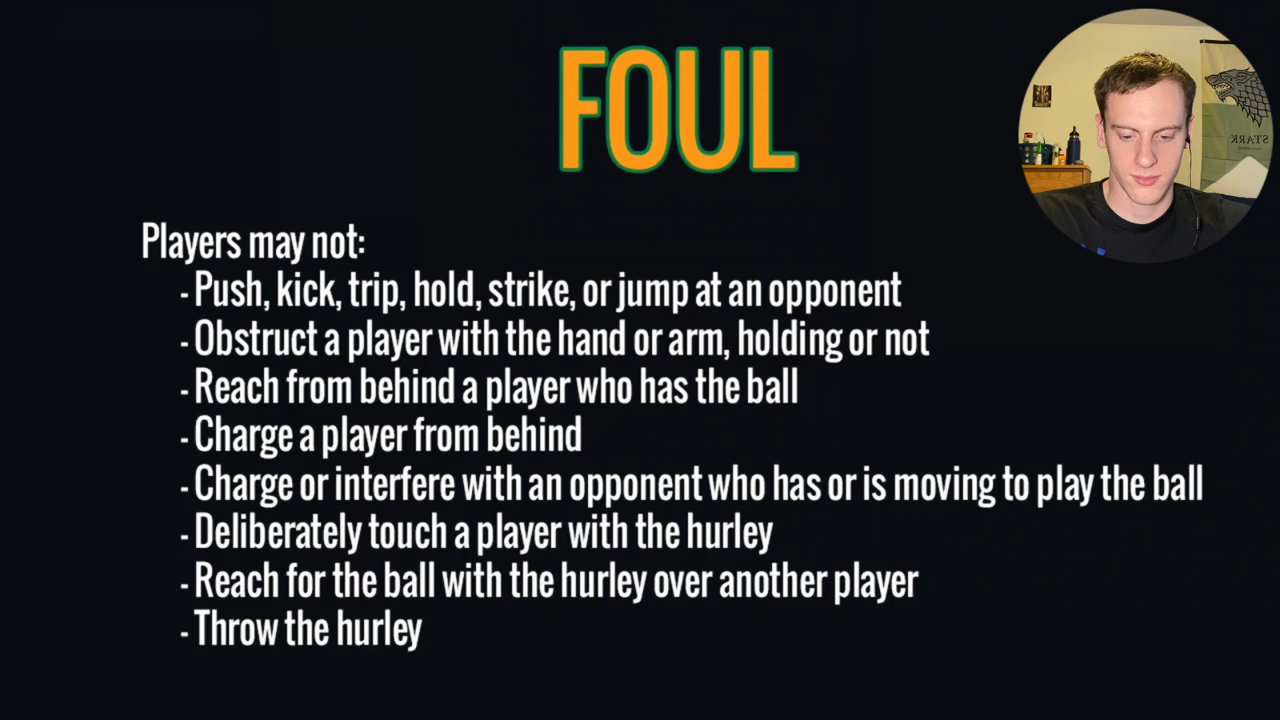 FOUL
Players may not:
- Push, kick, trip, hold, strike, or jump at an opponent
- Obstruct a player with the hand or arm, holding or not
- Reach from behind a player who has the ball
- Charge a player from behind
- Charge or interfere with an opponent who has or is moving to play the ball
- Deliberately touch a player with the hurley
- Reach for the ball with the hurley over another player
- Throw the hurley
STARK